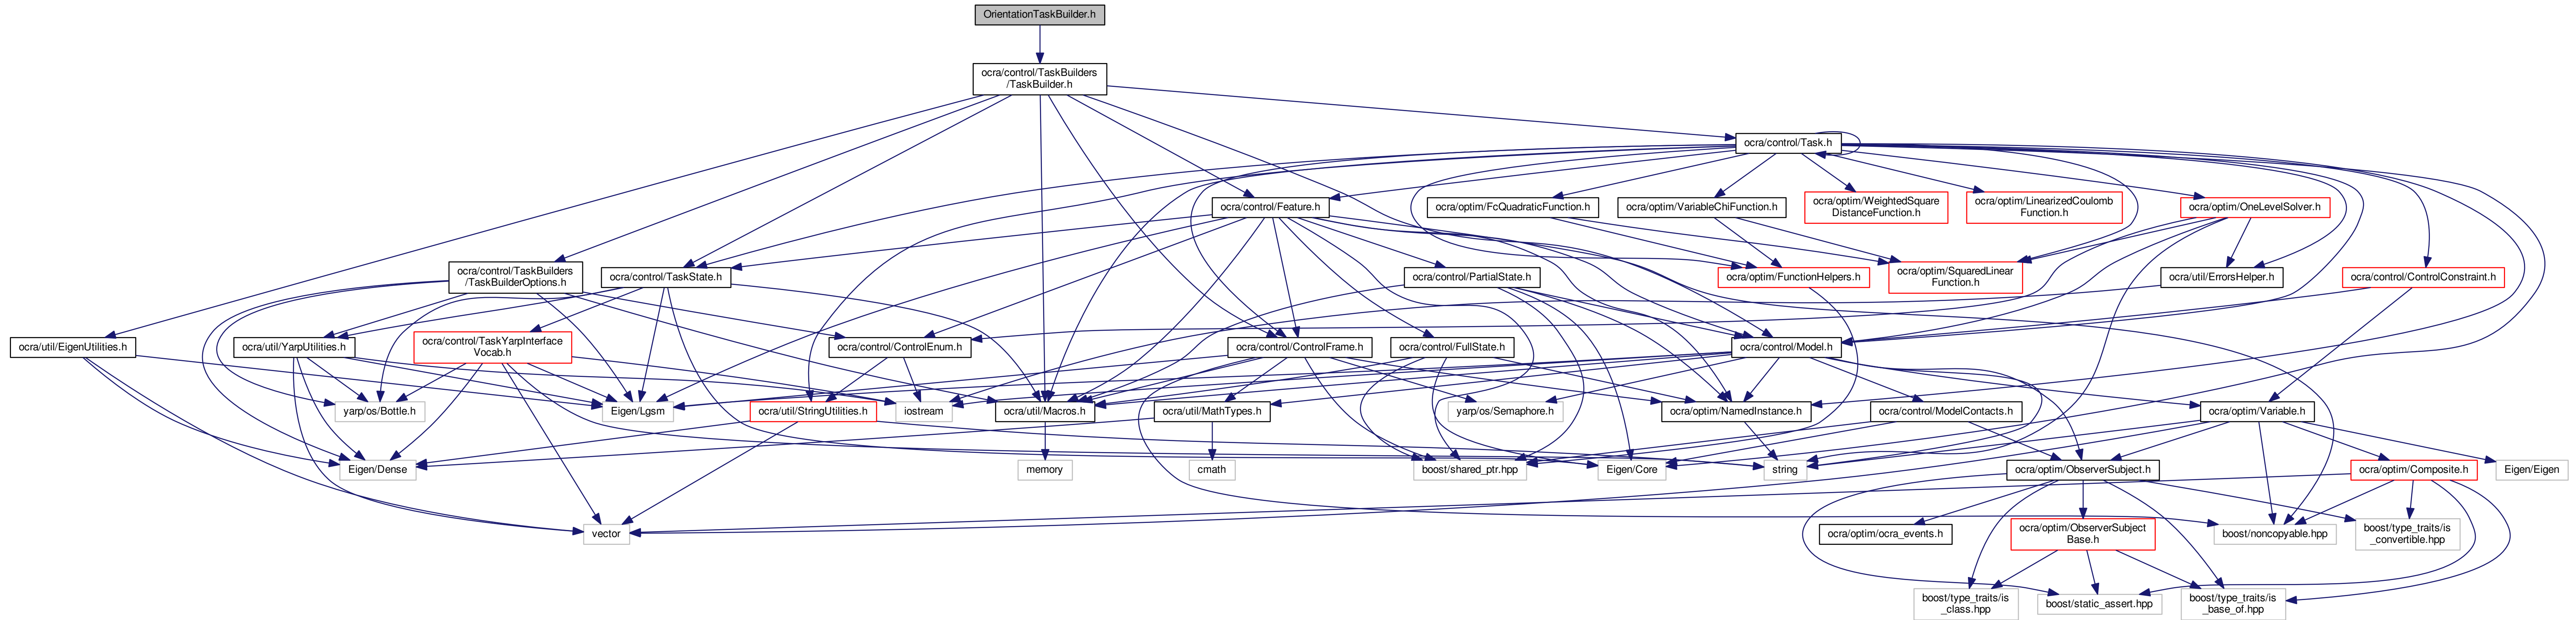 OrientationTaskBuilder.h
ocra/control/TaskBuilders
/TaskBuilder.h
ocra/control/Task.h
ocra/control/Feature.h
ocra/optim/FcQuadraticFunction.h
ocra/optim/VariableChiFunction.h
ocra/optim/WeightedSquare
DistanceFunction.h
ocra/optim/LinearizedCoulomb
Function.h
ocra/optim/OneLevelSolver.h
ocra/control/TaskBuilders
/TaskBuilderOptions.h
ocra/control/TaskState.h
ocra/control/PartialState.h
ocra/optim/FunctionHelpers.h
ocra/optim/SquaredLinear
Function.h
ocra/util/ErrorsHelper.h
ocra/control/ControlConstraint.h
ocra/util/EigenUtilities.h
ocra/util/YarpUtilities.h
ocra/control/TaskYarpInterface
Vocab.h
ocra/control/ControlEnum.h
ocra/control/ControlFrame.h
ocra/control/FullState.h
ocra/control/Model.h
yarp/os/Bottle.h
Eigen/Lgsm
ocra/util/StringUtilities.h
iostream
ocra/util/Macros.h
ocra/util/MathTypes.h
yarp/os/Semaphore.h
ocra/optim/NamedInstance.h
ocra/control/ModelContacts.h
ocra/optim/Variable.h
Eigen/Dense
memory
cmath
boost/shared_ptr.hpp
Eigen/Core
string
ocra/optim/ObserverSubject.h
ocra/optim/Composite.h
Eigen/Eigen
vector
ocra/optim/ocra_events.h
ocra/optim/ObserverSubject
Base.h
boost/noncopyable.hpp
boost/type_traits/is
_convertible.hpp
boost/type_traits/is
_class.hpp
boost/static_assert.hpp
boost/type_traits/is
_base_of.hpp